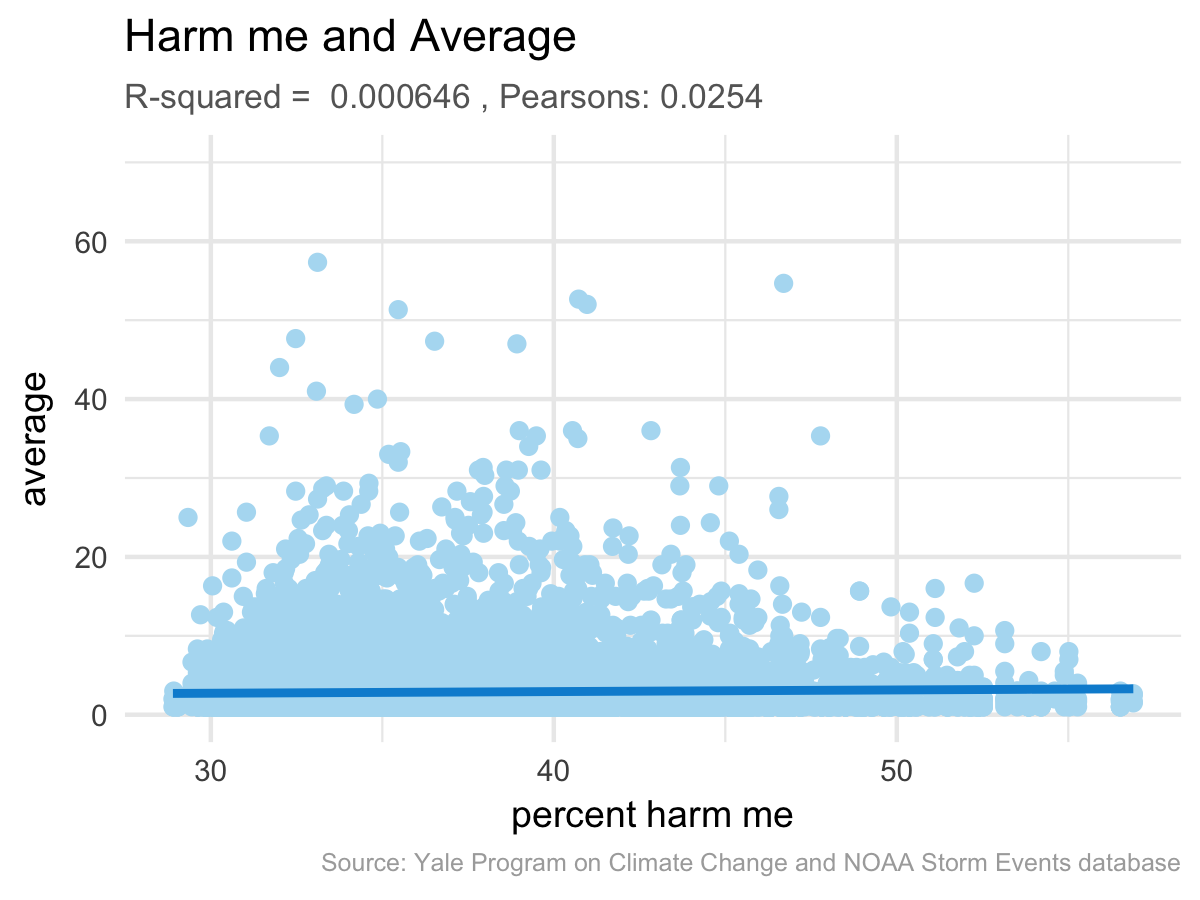 Harm me and Average
R-squared =  0.000646 , Pearsons: 0.0254
60
40
20
0
average
30 40 50
percent harm me
Source: Yale Program on Climate Change and NOAA Storm Events database